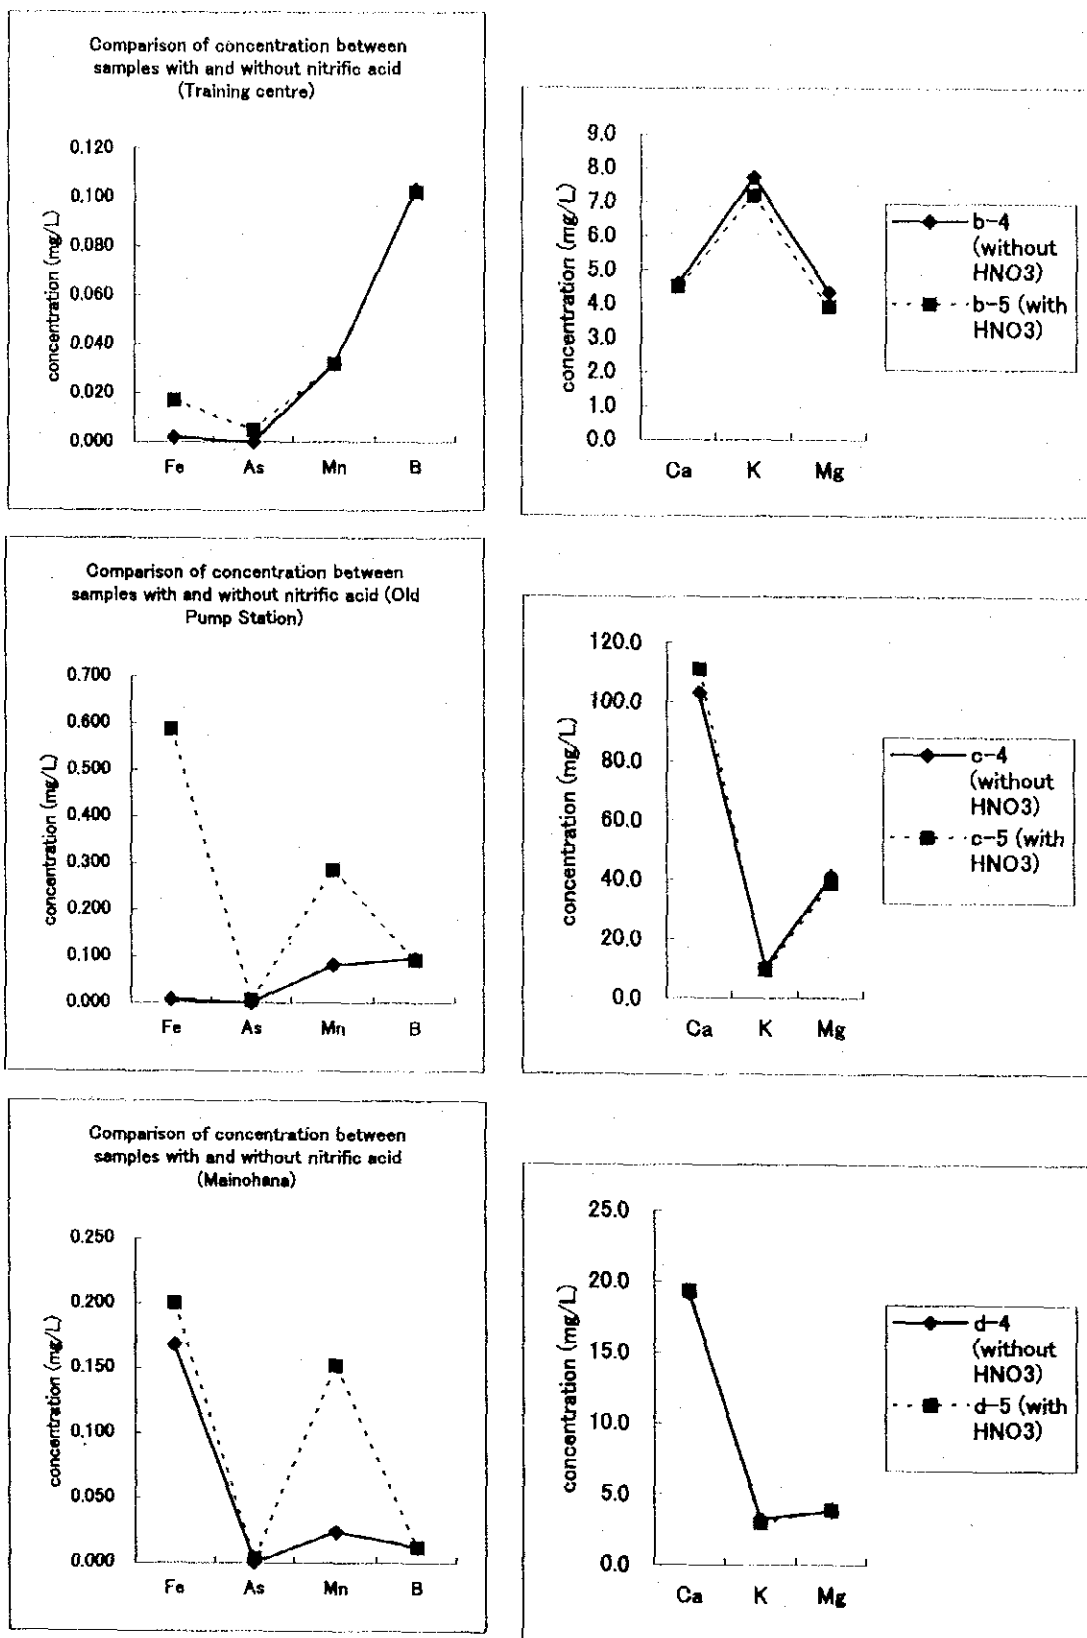 Comparison of concentration between
samples with and without nitrific acid
(Training centre)
concentration (mg/L)
0.120
0.100
0.080
0.060
0.040
0.020
0.000
Fe As Mn B
concentration (mg/L)
9.0
8.0
7.0
6.0
5.0
4.0
3.0
2.0
1.0
0.0
Ca K Mg
b-4
(without
HNO3)
b-5 (with
HNO3)
Comparison of concentration between
samples with and without nitrific acid (Old
Pump Station)
concentration (mg/L)
0.700
0.600
0.500
0.400
0.300
0.200
0.100
0.000
Fe As Mn B
concentration (mg/L)
120.0
100.0
80.0
60.0
40.0
20.0
0.0
Ca K Mg
c-4
(without
HNO3)
c-5 (with
HNO3)
Comparison of concentration between
samples with and without nitrific acid
(Mainohana)
concentration (mg/L)
0.250
0.200
0.150
0.100
0.050
0.000
Fe As Mn B
concentration (mg/L)
25.0
20.0
15.0
10.0
5.0
0.0
Ca K Mg
d-4
(without
HNO3)
d-5 (with
HNO3)